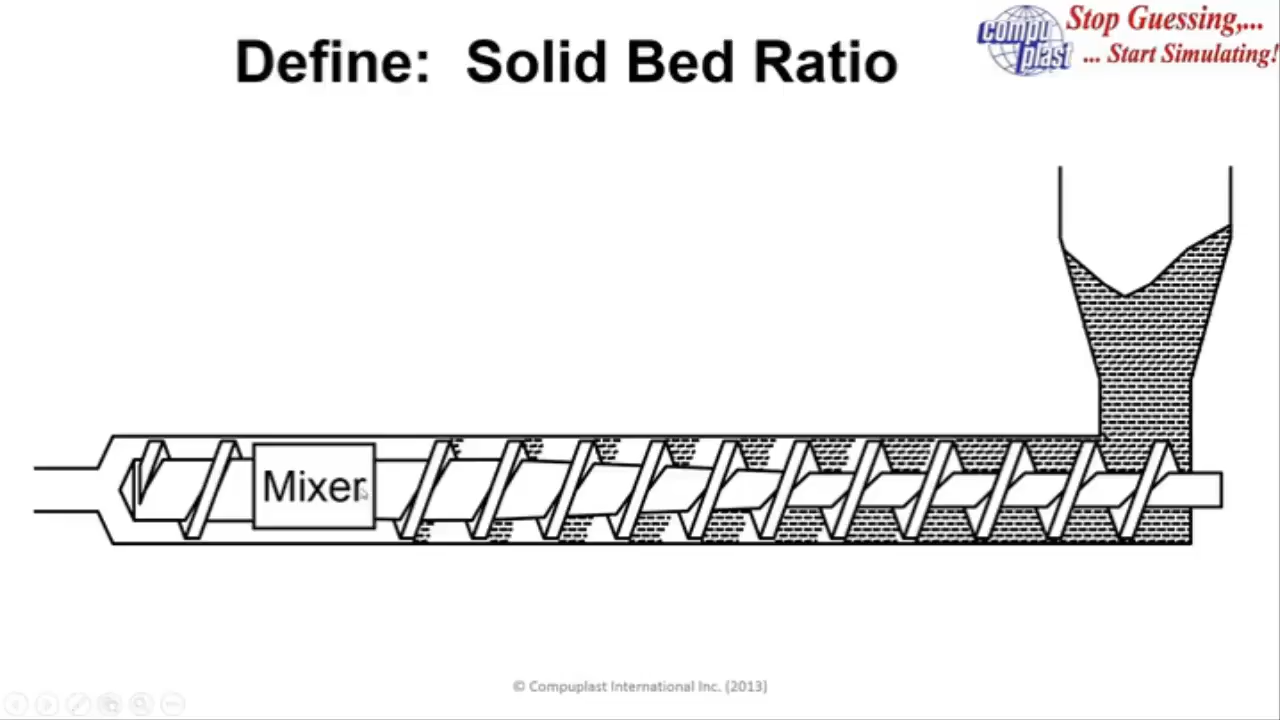 Define: Solid Bed Ratio
compu
plast
Stop Guessing,...
... Start Simulating!
Mixer
© Compuplast International Inc. (2013)